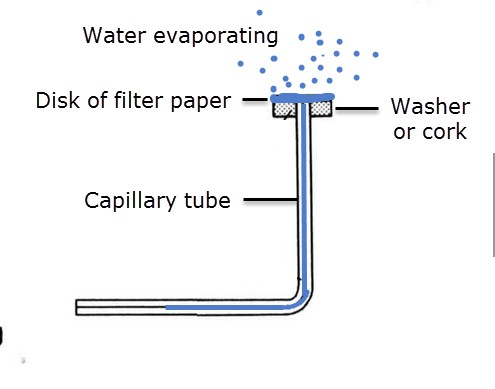 Water evaporating
Disk of filter paper
Washer
or cork
Capillary tube